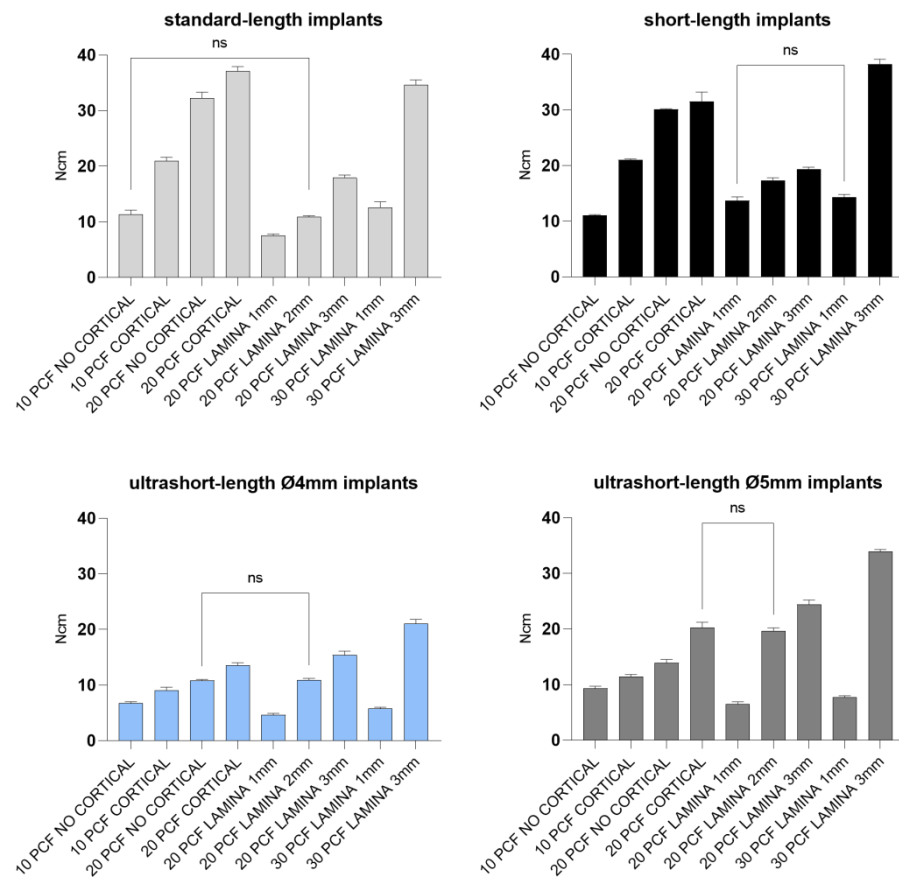 standard-length implants
ns
40
30
20
10
0
Ncm
10 PCF NO CORTICAL
10 PCF CORTICAL
20 PCF NO CORTICAL
20 PCF CORTICAL
20 PCF LAMINA 1mm
20 PCF LAMINA 2mm
20 PCF LAMINA 3mm
30 PCF LAMINA 1mm
30 PCF LAMINA 3mm
short-length implants
ns
40
30
20
10
0
Ncm
10 PCF NO CORTICAL
10 PCF CORTICAL
20 PCF NO CORTICAL
20 PCF CORTICAL
20 PCF LAMINA 1mm
20 PCF LAMINA 2mm
20 PCF LAMINA 3mm
30 PCF LAMINA 1mm
30 PCF LAMINA 3mm
ultrashort-length Ø4mm implants
ns
40
30
20
10
0
Ncm
10 PCF NO CORTICAL
10 PCF CORTICAL
20 PCF NO CORTICAL
20 PCF CORTICAL
20 PCF LAMINA 1mm
20 PCF LAMINA 2mm
20 PCF LAMINA 3mm
30 PCF LAMINA 1mm
30 PCF LAMINA 3mm
ultrashort-length Ø5mm implants
ns
40
30
20
10
0
Ncm
10 PCF NO CORTICAL
10 PCF CORTICAL
20 PCF NO CORTICAL
20 PCF CORTICAL
20 PCF LAMINA 1mm
20 PCF LAMINA 2mm
20 PCF LAMINA 3mm
30 PCF LAMINA 1mm
30 PCF LAMINA 3mm